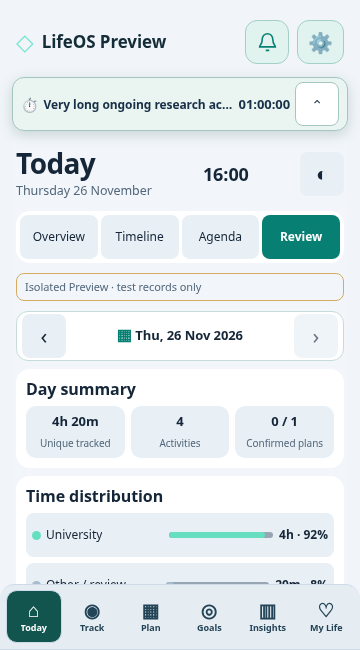 LifeOS Preview
Very long ongoing research ac... 01:00:00
Today
Thursday 26 November
16:00
Overview Timeline Agenda Review
Isolated Preview · test records only
Thu, 26 Nov 2026
Day summary
4h 20m 4 0 / 1
Unique tracked Activities Confirmed plans
Time distribution
University 4h · 92%
Other / review 20m · 8%
Today Track Plan Goals Insights My Life